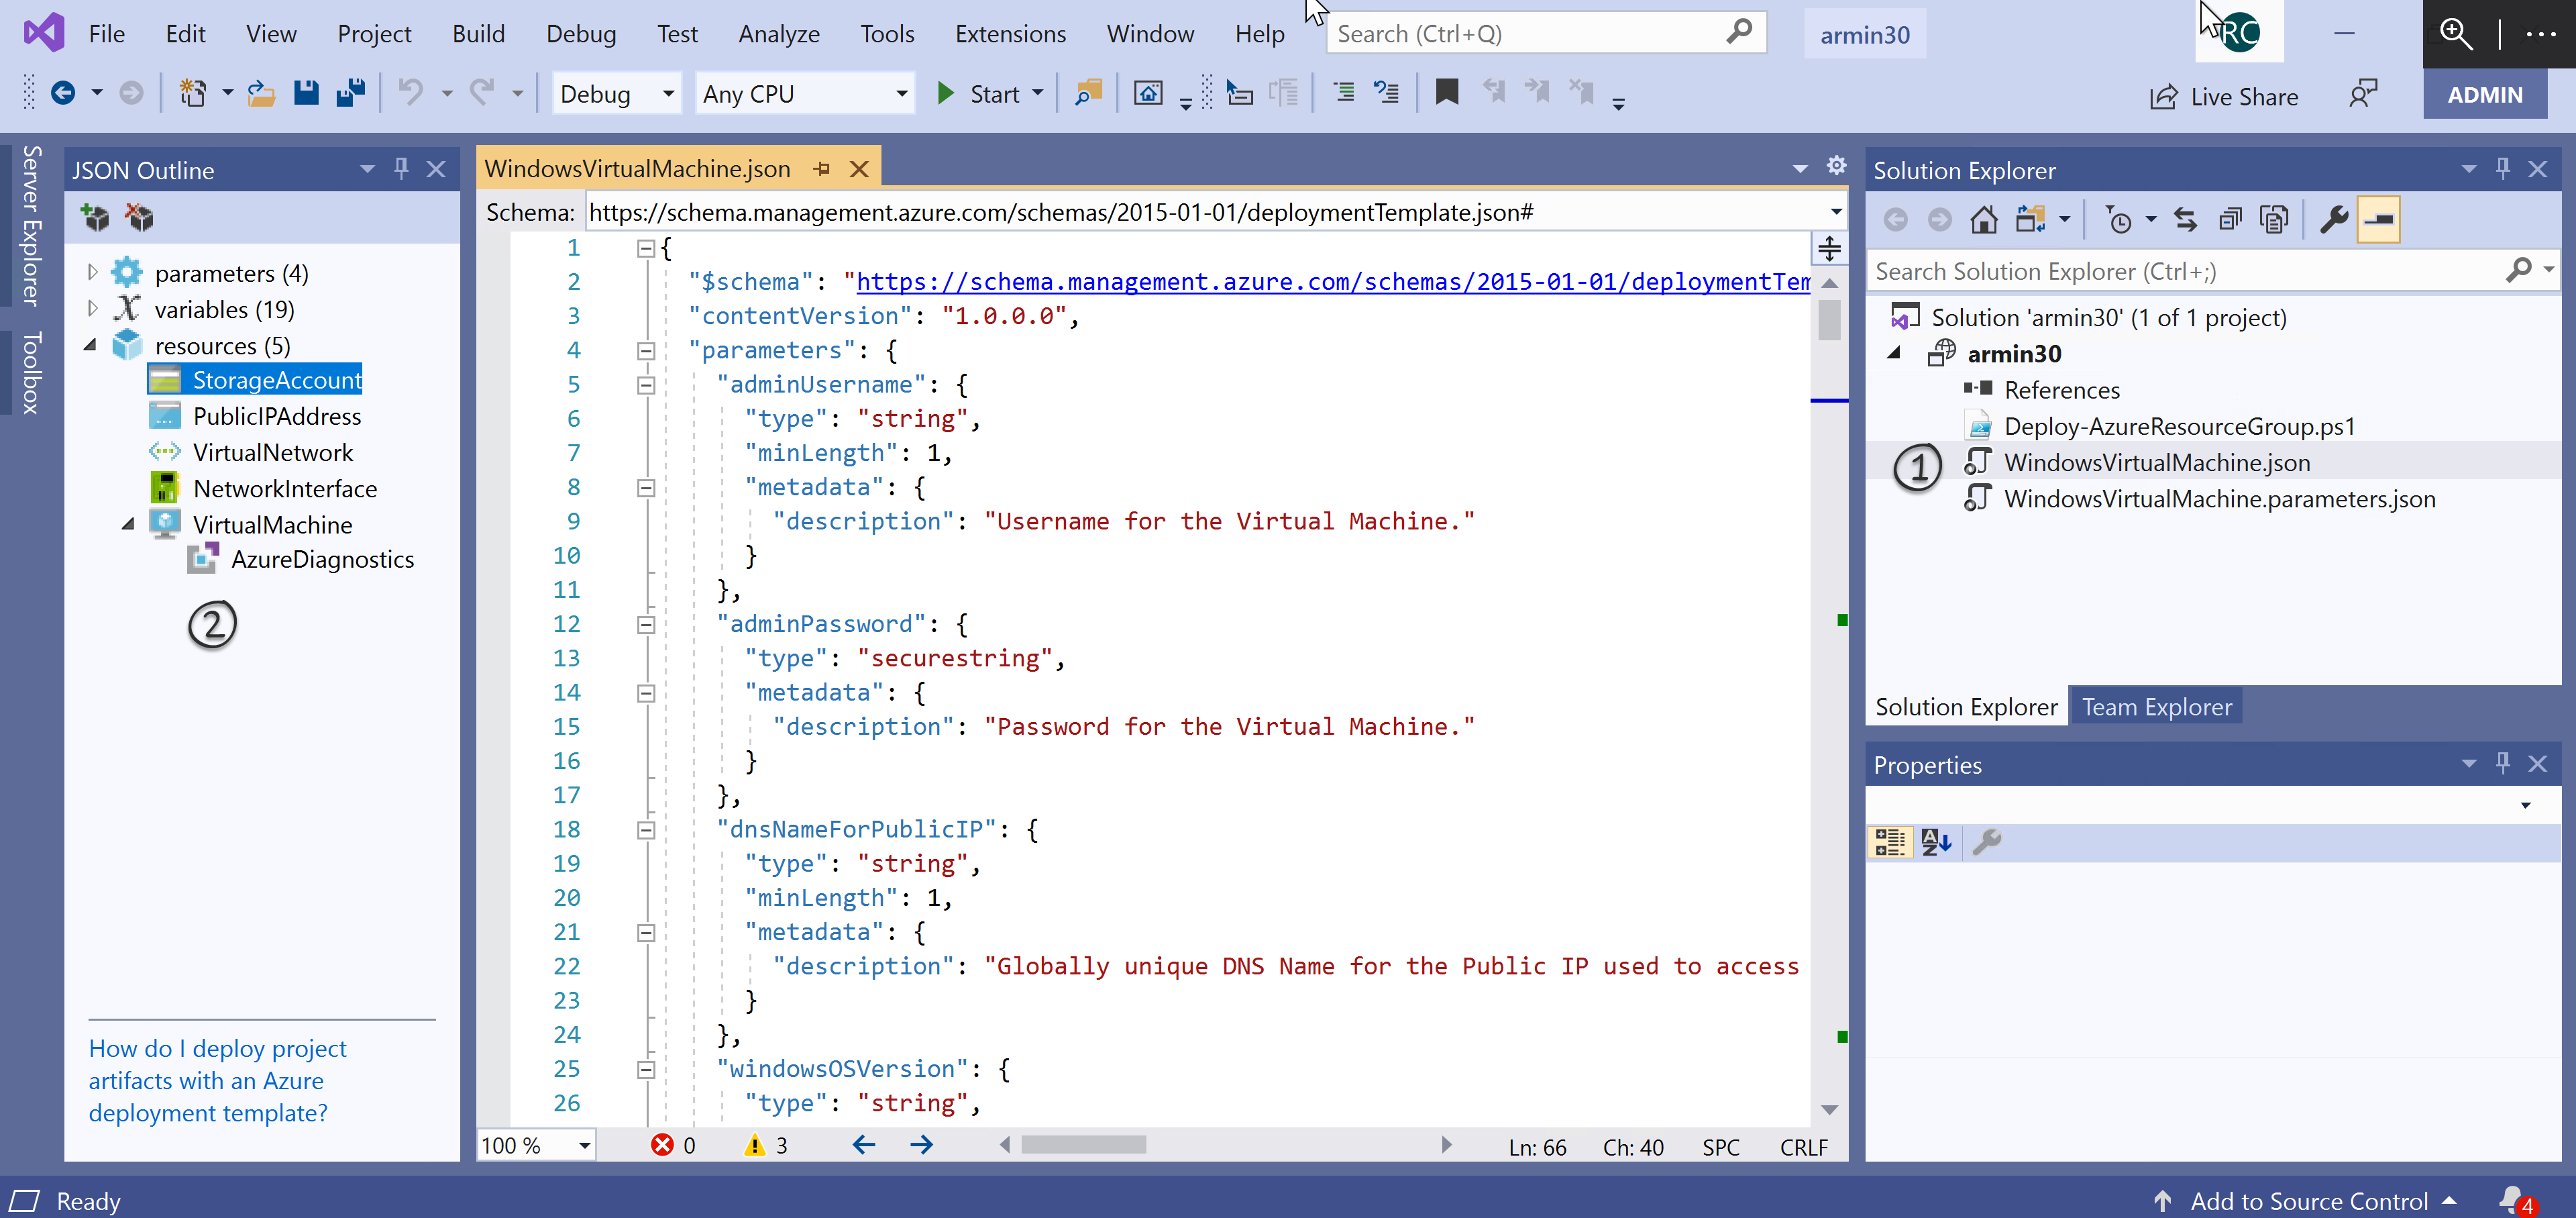 File Edit View Project Build Debug Test Analyze Tools Extensions Window Help Search (Ctrl+Q) armin30 RC
Debug Any CPU Start Live Share ADMIN
Server Explorer
Toolbox
JSON Outline
parameters (4)
variables (19)
resources (5)
StorageAccount
PublicIPAddress
VirtualNetwork
NetworkInterface
VirtualMachine
AzureDiagnostics
2
How do I deploy project
artifacts with an Azure
deployment template?
WindowsVirtualMachine.json
Schema: https://schema.management.azure.com/schemas/2015-01-01/deploymentTemplate.json#
1 {
2 "$schema": "https://schema.management.azure.com/schemas/2015-01-01/deploymentTem
3 "contentVersion": "1.0.0.0",
4 "parameters": {
5 "adminUsername": {
6 "type": "string",
7 "minLength": 1,
8 "metadata": {
9 "description": "Username for the Virtual Machine."
10 }
11 },
12 "adminPassword": {
13 "type": "securestring",
14 "metadata": {
15 "description": "Password for the Virtual Machine."
16 }
17 },
18 "dnsNameForPublicIP": {
19 "type": "string",
20 "minLength": 1,
21 "metadata": {
22 "description": "Globally unique DNS Name for the Public IP used to access
23 }
24 },
25 "windowsOSVersion": {
26 "type": "string",
100 % 0 3 Ln: 66 Ch: 40 SPC CRLF
Solution Explorer
Search Solution Explorer (Ctrl+;)
Solution 'armin30' (1 of 1 project)
armin30
References
Deploy-AzureResourceGroup.ps1
1 WindowsVirtualMachine.json
WindowsVirtualMachine.parameters.json
Solution Explorer Team Explorer
Properties
Ready Add to Source Control 4